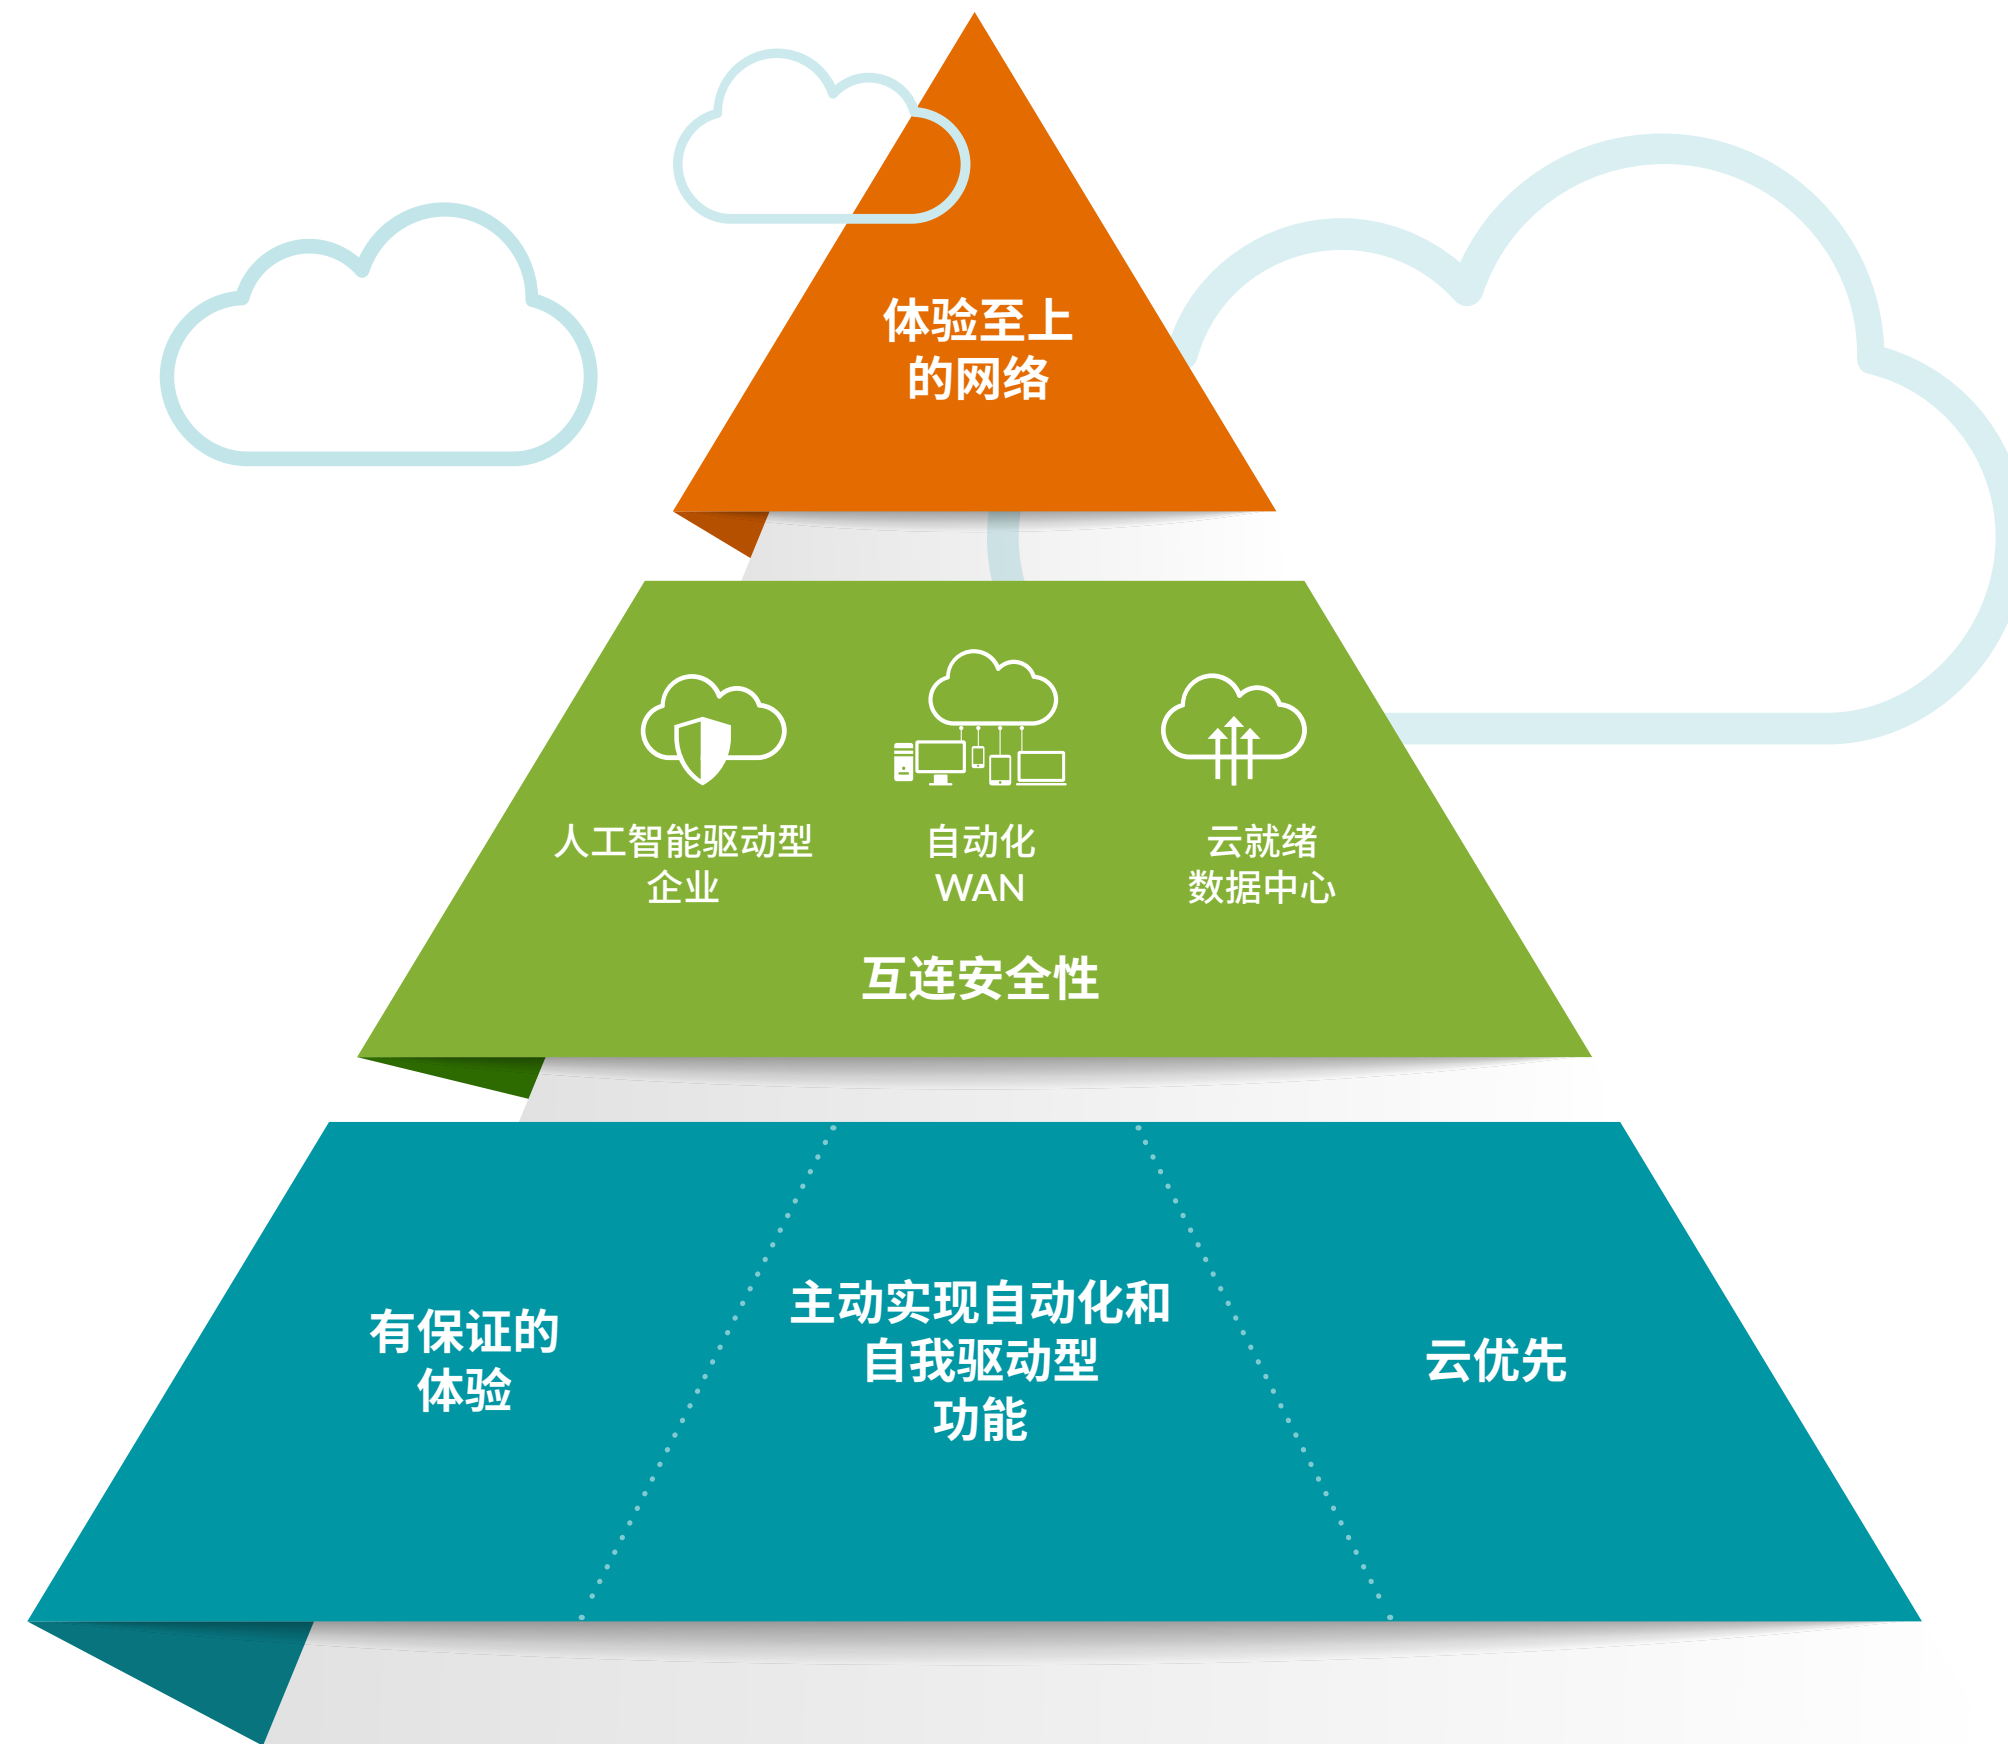 体验至上
的网络
人工智能驱动型
企业
自动化
WAN
云就绪
数据中心
互连安全性
有保证的
体验
主动实现自动化和
自我驱动型
功能
云优先